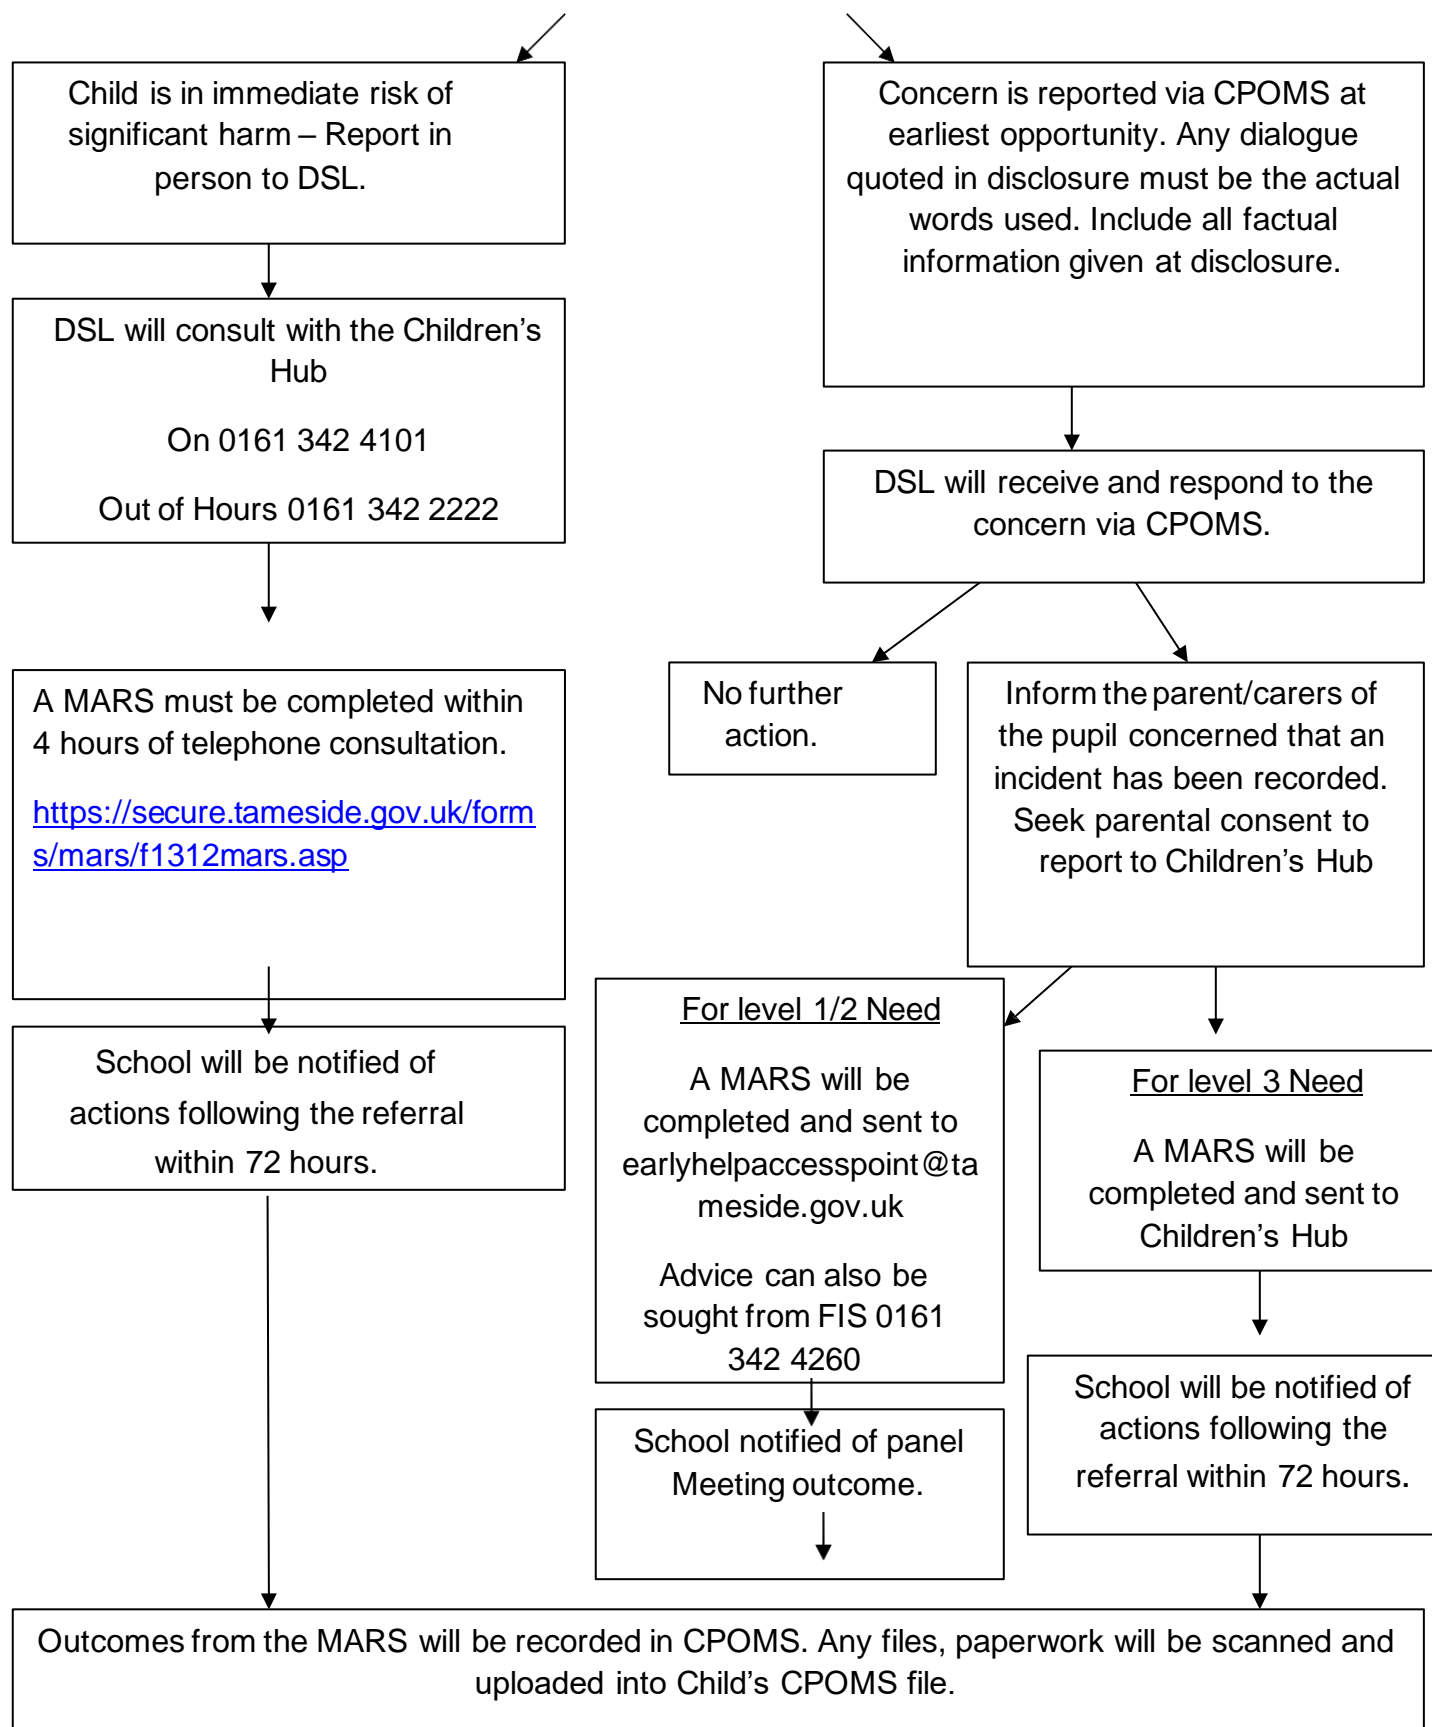 Child is in immediate risk of
significant harm – Report in
person to DSL.
Concern is reported via CPOMS at
earliest opportunity. Any dialogue
quoted in disclosure must be the actual
words used. Include all factual
information given at disclosure.
DSL will consult with the Children’s
Hub
On 0161 342 4101
Out of Hours 0161 342 2222
DSL will receive and respond to the
concern via CPOMS.
A MARS must be completed within
4 hours of telephone consultation.
https://secure.tameside.gov.uk/form
s/mars/f1312mars.asp
No further
action.
Inform the parent/carers of
the pupil concerned that an
incident has been recorded.
Seek parental consent to
report to Children’s Hub
School will be notified of
actions following the referral
within 72 hours.
For level 1/2 Need
A MARS will be
completed and sent to
earlyhelpaccesspoint@ta
meside.gov.uk
Advice can also be
sought from FIS 0161
342 4260
For level 3 Need
A MARS will be
completed and sent to
Children’s Hub
School notified of panel
Meeting outcome.
School will be notified of
actions following the
referral within 72 hours.
Outcomes from the MARS will be recorded in CPOMS. Any files, paperwork will be scanned and
uploaded into Child’s CPOMS file.